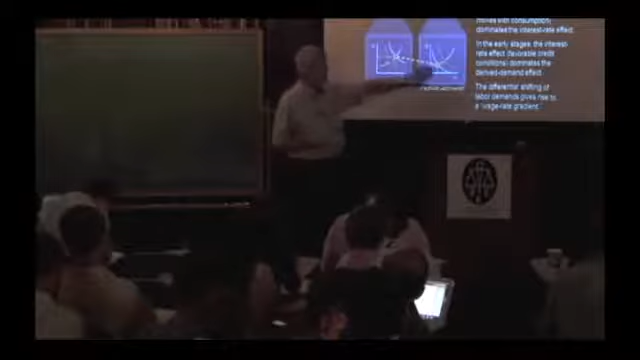 moves with consumption)
dominates the interest-rate effect.
In the early stages, the interest-
rate effect (favorable credit
conditions) dominates the
derived-demand effect.
The differential shifting of
labor demands gives rise to
a "wage-rate gradient."